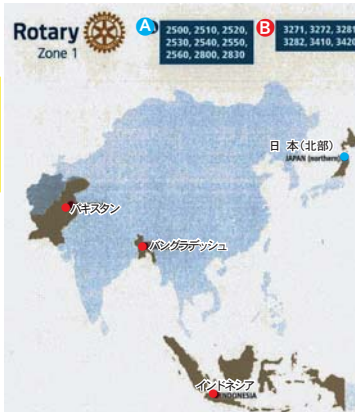 Rotary
Zone 1
A
2500, 2510, 2520,
2530, 2540, 2550,
2560, 2800, 2830
B
3271, 3272, 3281
3282, 3410, 3420
日 本(北部)
JAPAN (northern)
パキスタン
バングラデッシュ
インドネシア
INDONESIA